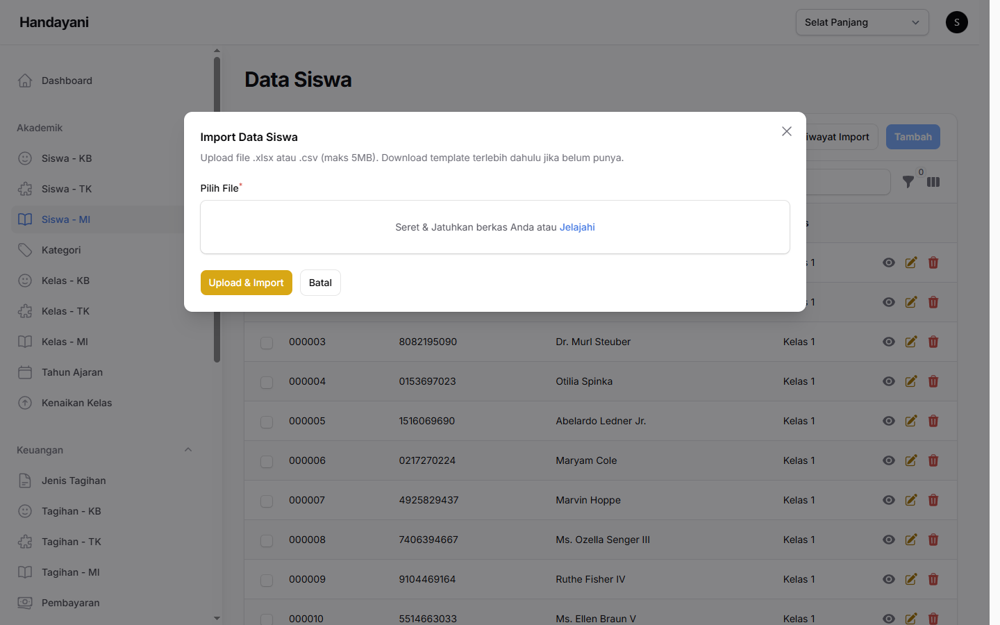 Handayani
Selat Panjang
S
Dashboard
Akademik
Siswa - KB
Siswa - TK
Siswa - MI
Kategori
Kelas - KB
Kelas - TK
Kelas - MI
Tahun Ajaran
Kenaikan Kelas
Keuangan
Jenis Tagihan
Tagihan - KB
Tagihan - TK
Tagihan - MI
Pembayaran
Data Siswa
iwayat Import
Tambah
0
Import Data Siswa
Upload file .xlsx atau .csv (maks 5MB). Download template terlebih dahulu jika belum punya.
Pilih File*
Seret & Jatuhkan berkas Anda atau Jelajahi
Upload & Import
Batal
s
s 1
s 1
000003 8082195090 Dr. Murl Steuber Kelas 1
000004 0153697023 Otilia Spinka Kelas 1
000005 1516069690 Abelardo Ledner Jr. Kelas 1
000006 0217270224 Maryam Cole Kelas 1
000007 4925829437 Marvin Hoppe Kelas 1
000008 7406394667 Ms. Ozella Senger III Kelas 1
000009 9104469164 Ruthe Fisher IV Kelas 1
000010 5514663033 Ms. Ellen Braun V Kelas 1